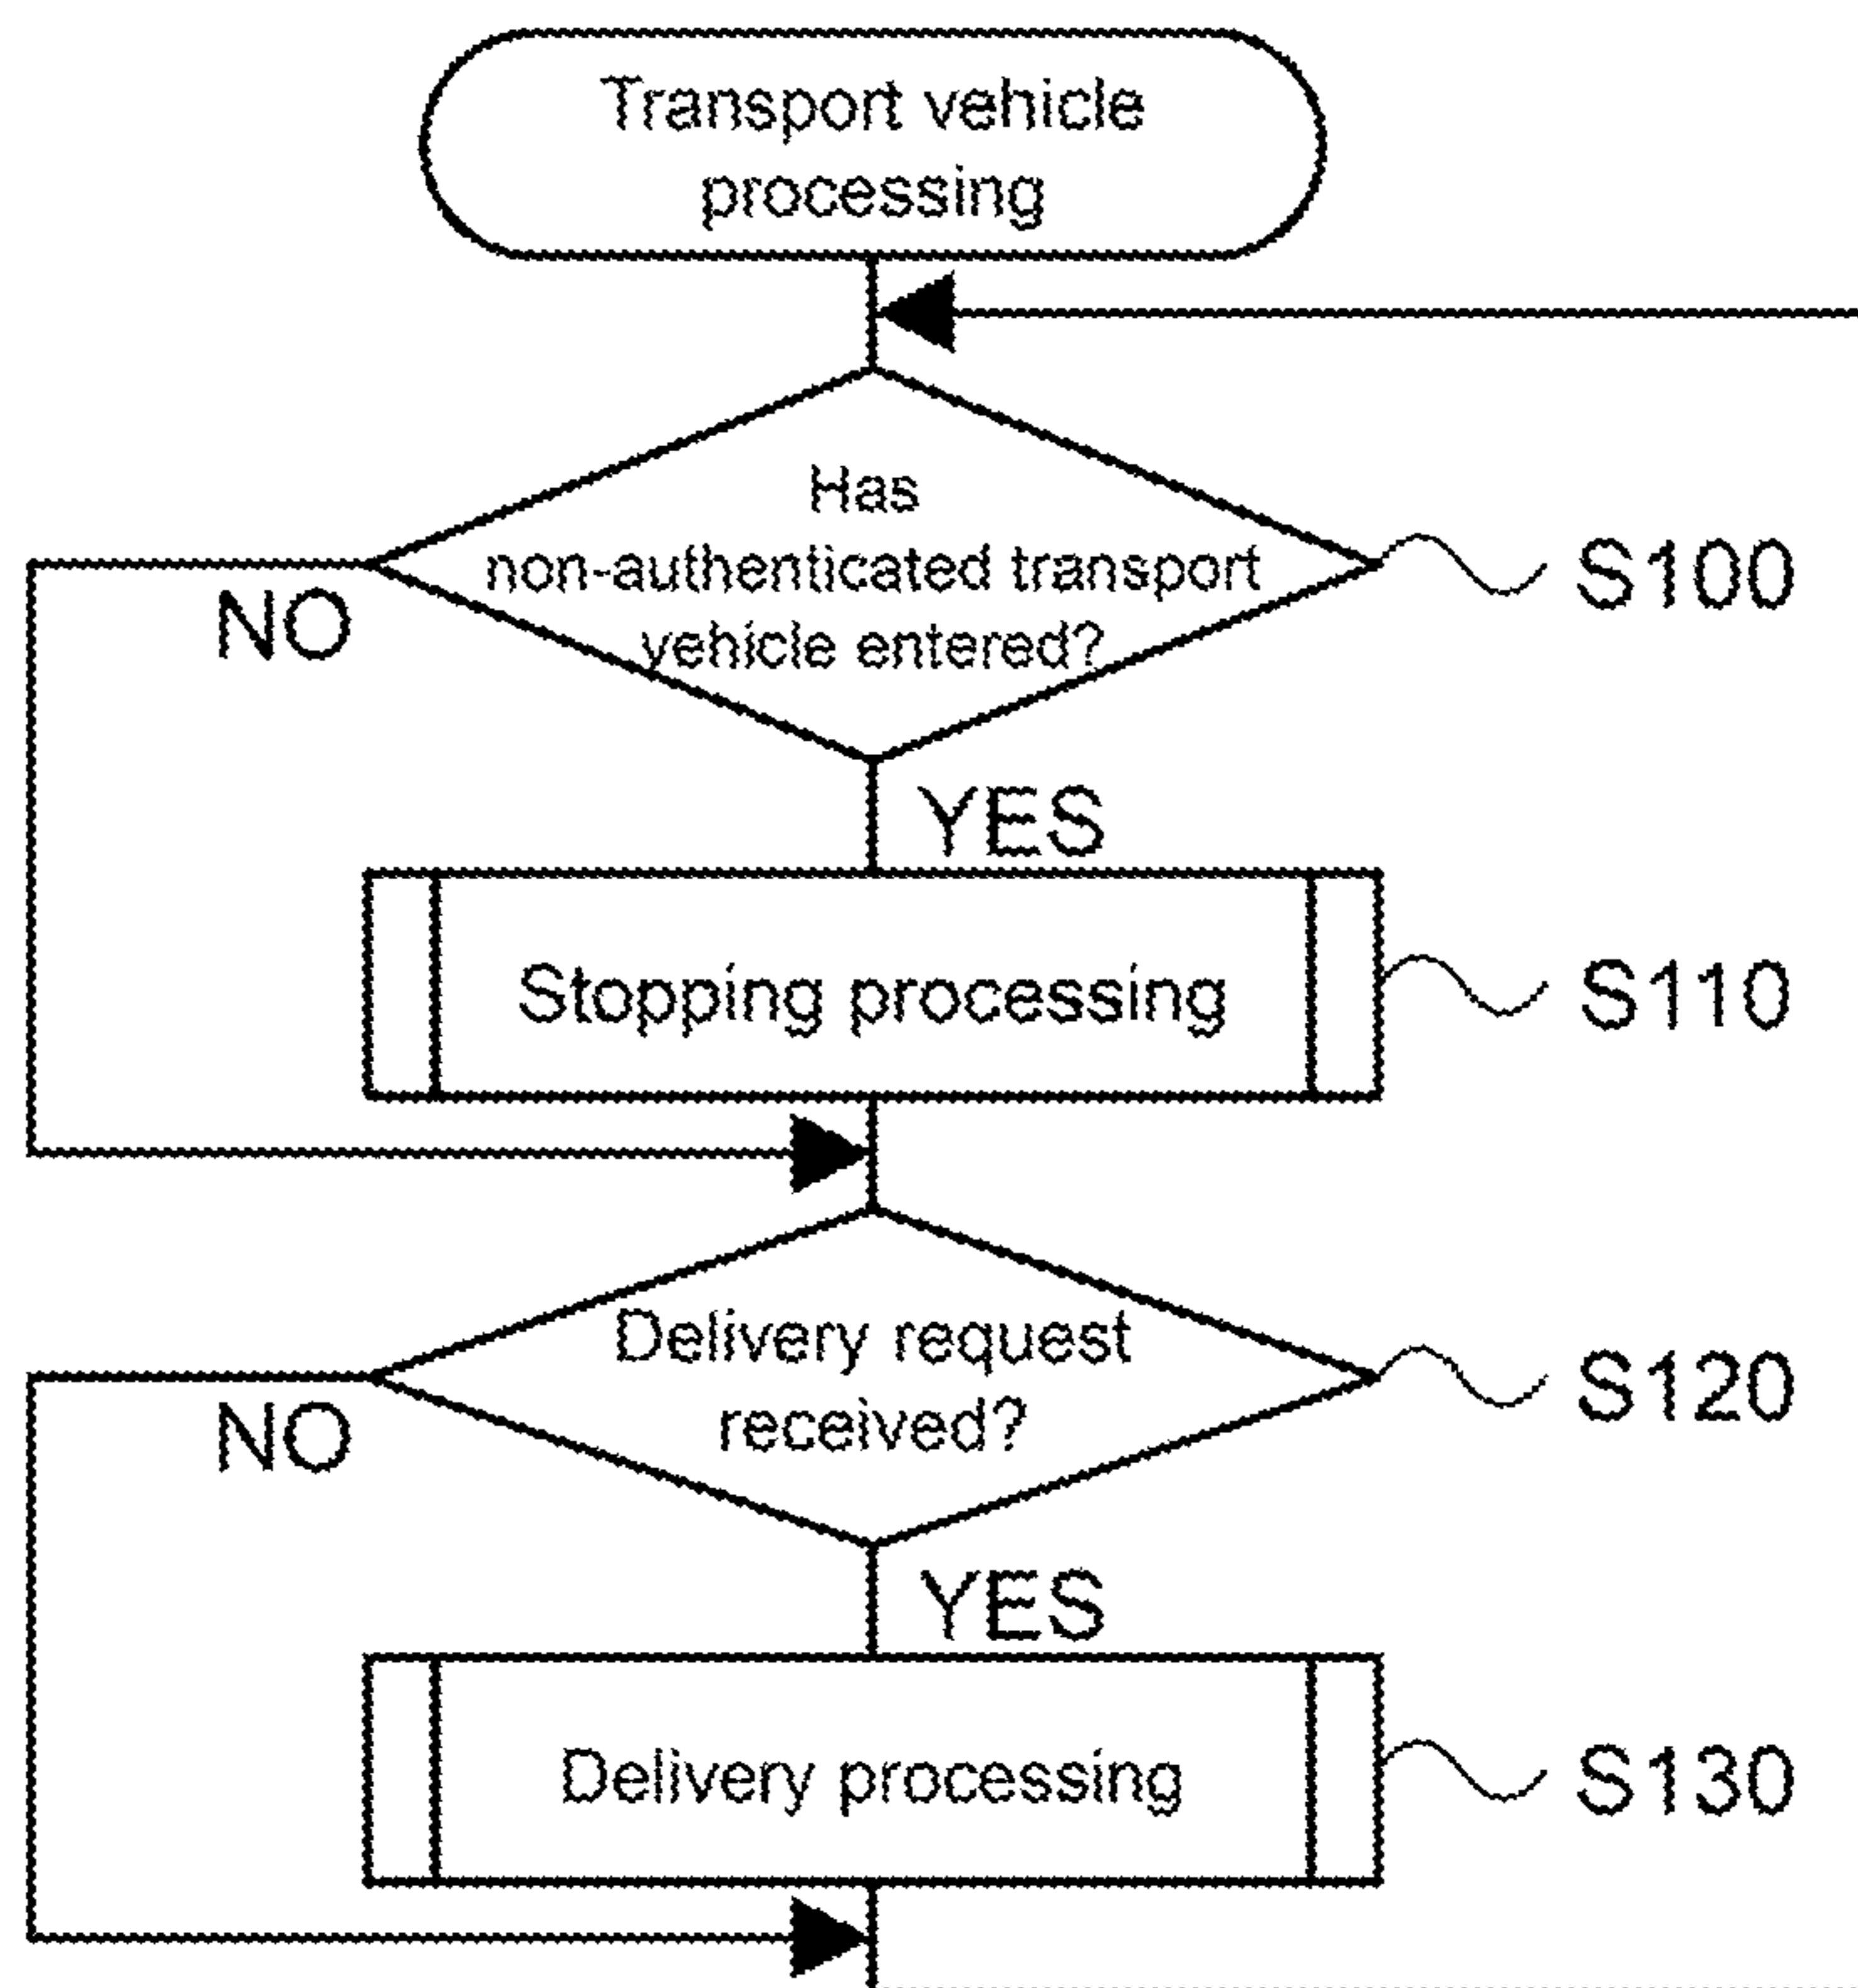 Transport vehicle
processing
Has
non-authenticated transport
vehicle entered?
S100
NO
YES
Stopping processing
S110
Delivery request
received?
S120
NO
YES
Delivery processing
S130